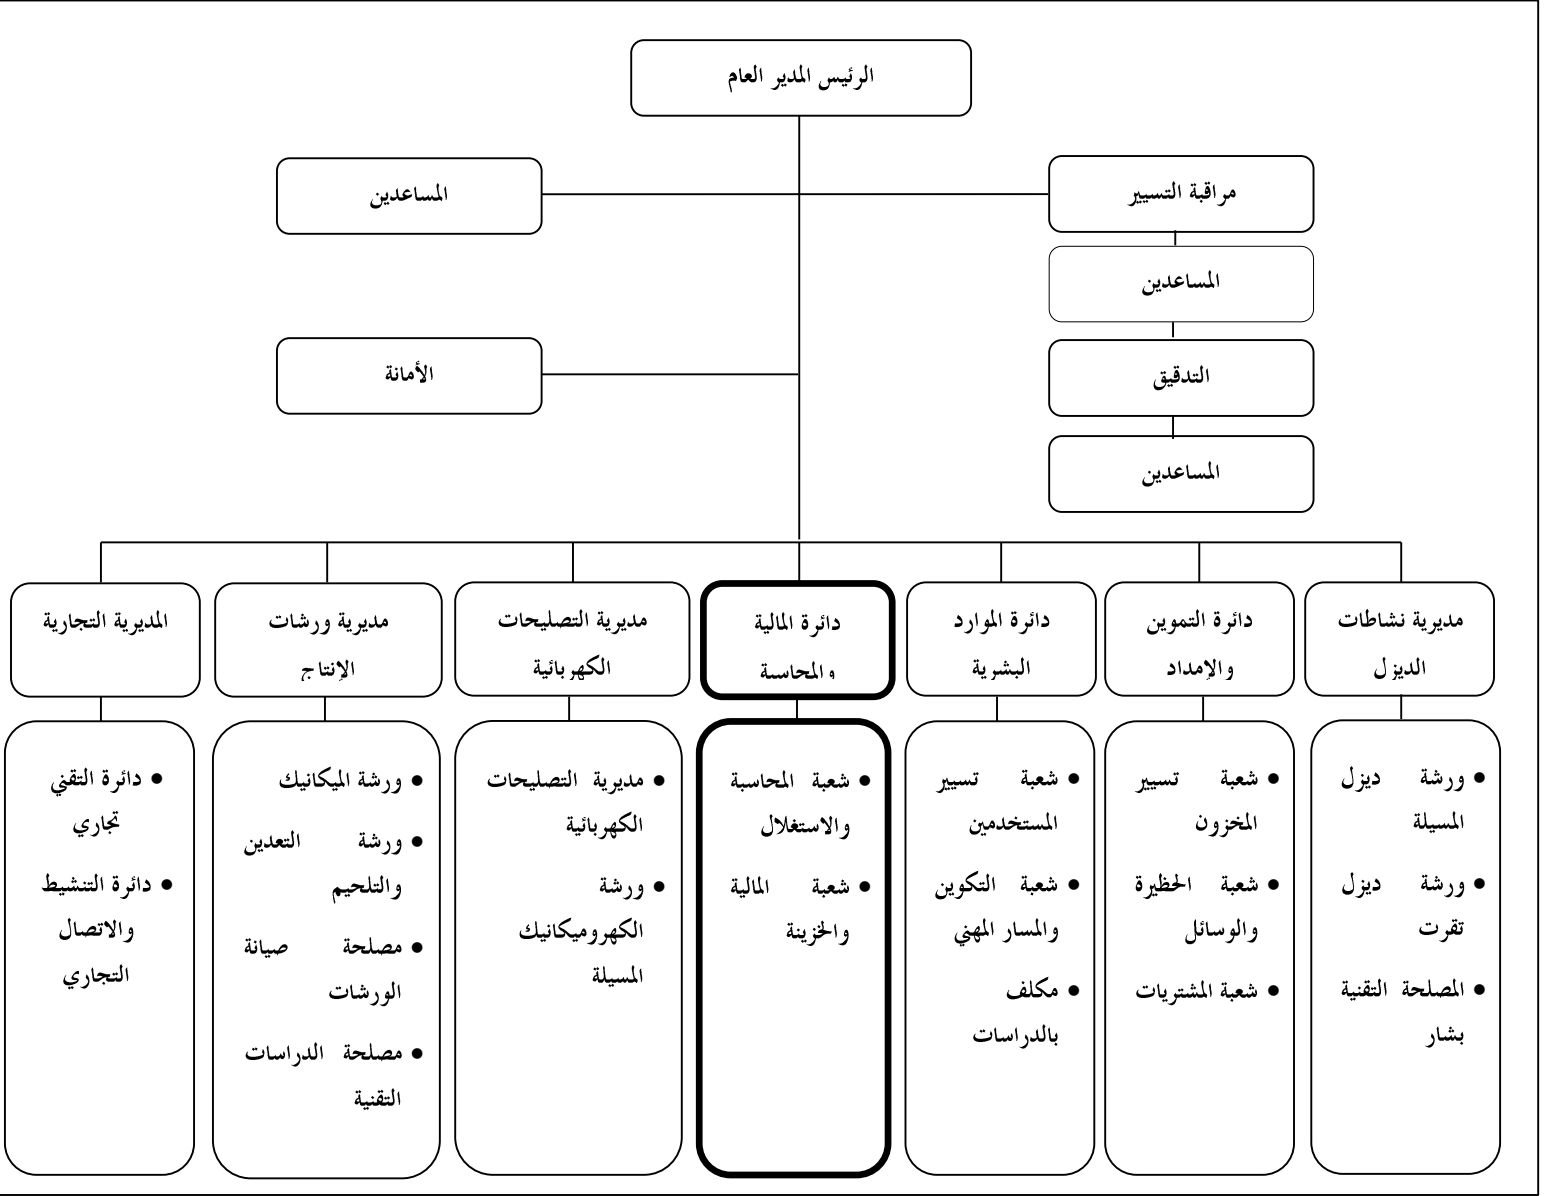 الرئيس المدير العام
مراقبة التسيير
المساعدين
المساعدين
التدقيق
المساعدين
الأمانة
مديرية نشاطات
الديزل
دائرة التموين
والإمداد
دائرة الموارد
البشرية
دائرة المالية
والمحاسبة
مديرية التصليحات
الكهربائية
مديرية ورشات
الإنتاج
المديرية التجارية
● ورشة ديزل
المسيلة
● ورشة ديزل
تقرت
● المصلحة التقنية
بشار
● شعبة تسيير
المخزون
● شعبة الحظيرة
والوسائل
● شعبة المشتريات
● شعبة تسيير
المستخدمين
● شعبة التكوين
والمسار المهني
● مكلف
بالدراسات
● شعبة المحاسبة
والاستغلال
● شعبة المالية
والخزينة
● مديرية التصليحات
الكهربائية
● ورشة
الكهروميكانيك
المسيلة
● ورشة الميكانيك
● ورشة التعدين
والتلحيم
● مصلحة صيانة
الورشات
● مصلحة الدراسات
التقنية
● دائرة التقني
تجاري
● دائرة التنشيط
والاتصال
التجاري